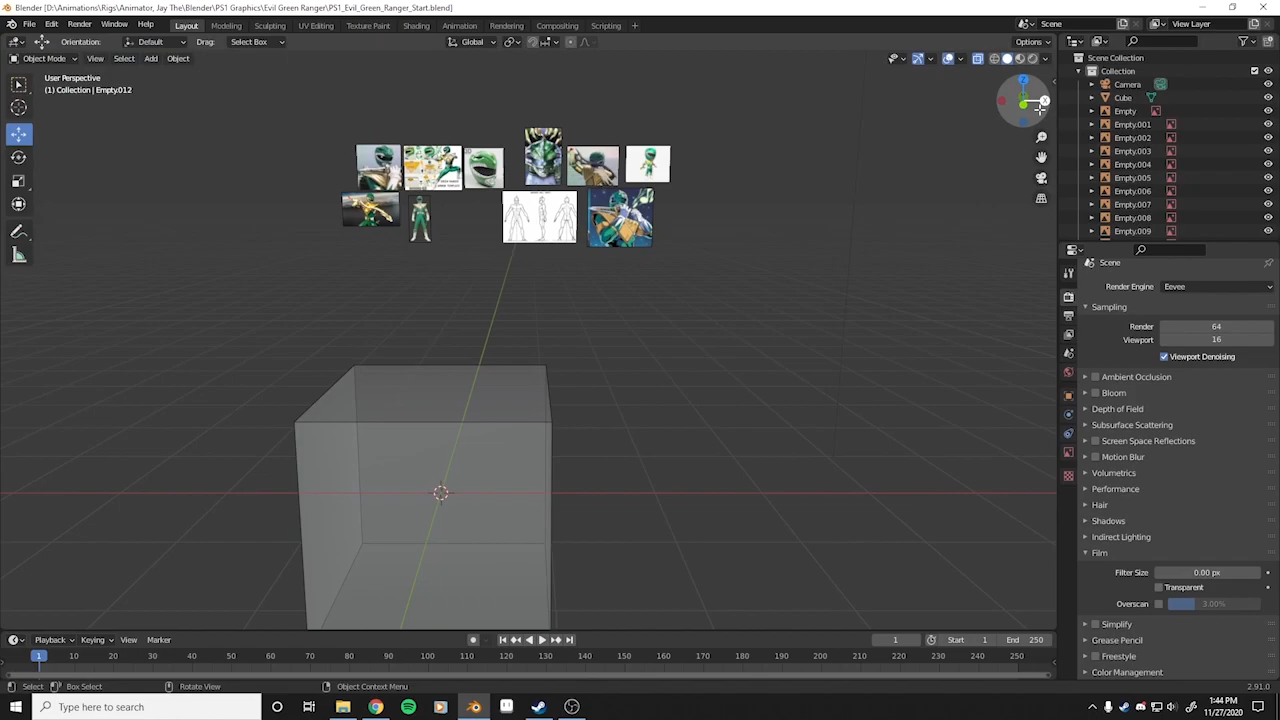 Blender [D:\Animations\Rigs\Animator, Jay The\Blender\PS1 Graphics\Evil Green Ranger\PS1_Evil_Green_Ranger_Start.blend]
File Edit Render Window Help Layout Modeling Sculpting UV Editing Texture Paint Shading Animation Rendering Compositing Scripting + Scene View Layer
Orientation: Default Drag: Select Box Global Options
Object Mode View Select Add Object
User Perspective
(1) Collection | Empty.012
Z
X
Scene Collection
Collection
Camera
Cube
Empty
Empty.001
Empty.002
Empty.003
Empty.004
Empty.005
Empty.006
Empty.007
Empty.008
Empty.009
Scene
Render Engine Eevee
Sampling
Render 64
Viewport 16
Viewport Denoising
Ambient Occlusion
Bloom
Depth of Field
Subsurface Scattering
Screen Space Reflections
Motion Blur
Volumetrics
Performance
Hair
Shadows
Indirect Lighting
Film
Filter Size 0.00 px
Transparent
Overscan 3.00%
Simplify
Grease Pencil
Freestyle
Color Management
Playback Keying View Marker 1 Start 1 End 250
1 10 20 30 40 50 60 70 80 90 100 110 120 130 140 150 160 170 180 190 200 210 220 230 240 250
Select Box Select Rotate View Object Context Menu 2.91.0
Type here to search
1:44 PM
11/27/2020